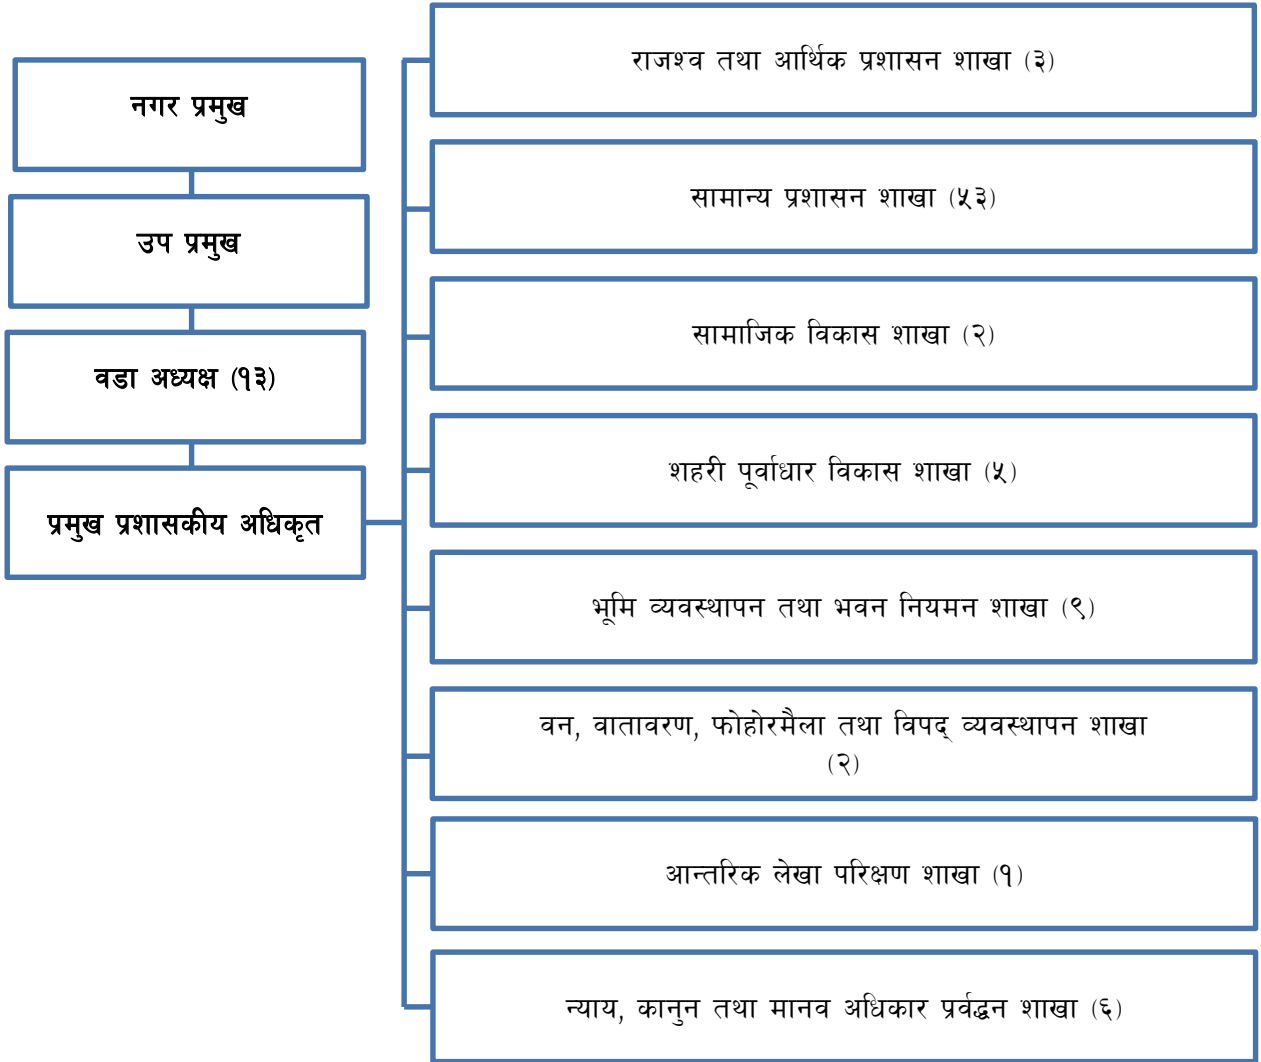 नगर प्रमुख
उप प्रमुख
वडा अध्यक्ष (१३)
प्रमुख प्रशासकीय अधिकृत
राजश्व तथा आर्थिक प्रशासन शाखा (३)
सामान्य प्रशासन शाखा (५३)
सामाजिक विकास शाखा (२)
शहरी पूर्वाधार विकास शाखा (५)
भूमि व्यवस्थापन तथा भवन नियमन शाखा (९)
वन, वातावरण, फोहोरमैला तथा विपद् व्यवस्थापन शाखा
(२)
आन्तरिक लेखा परिक्षण शाखा (१)
न्याय, कानुन तथा मानव अधिकार प्रर्वद्धन शाखा (६)